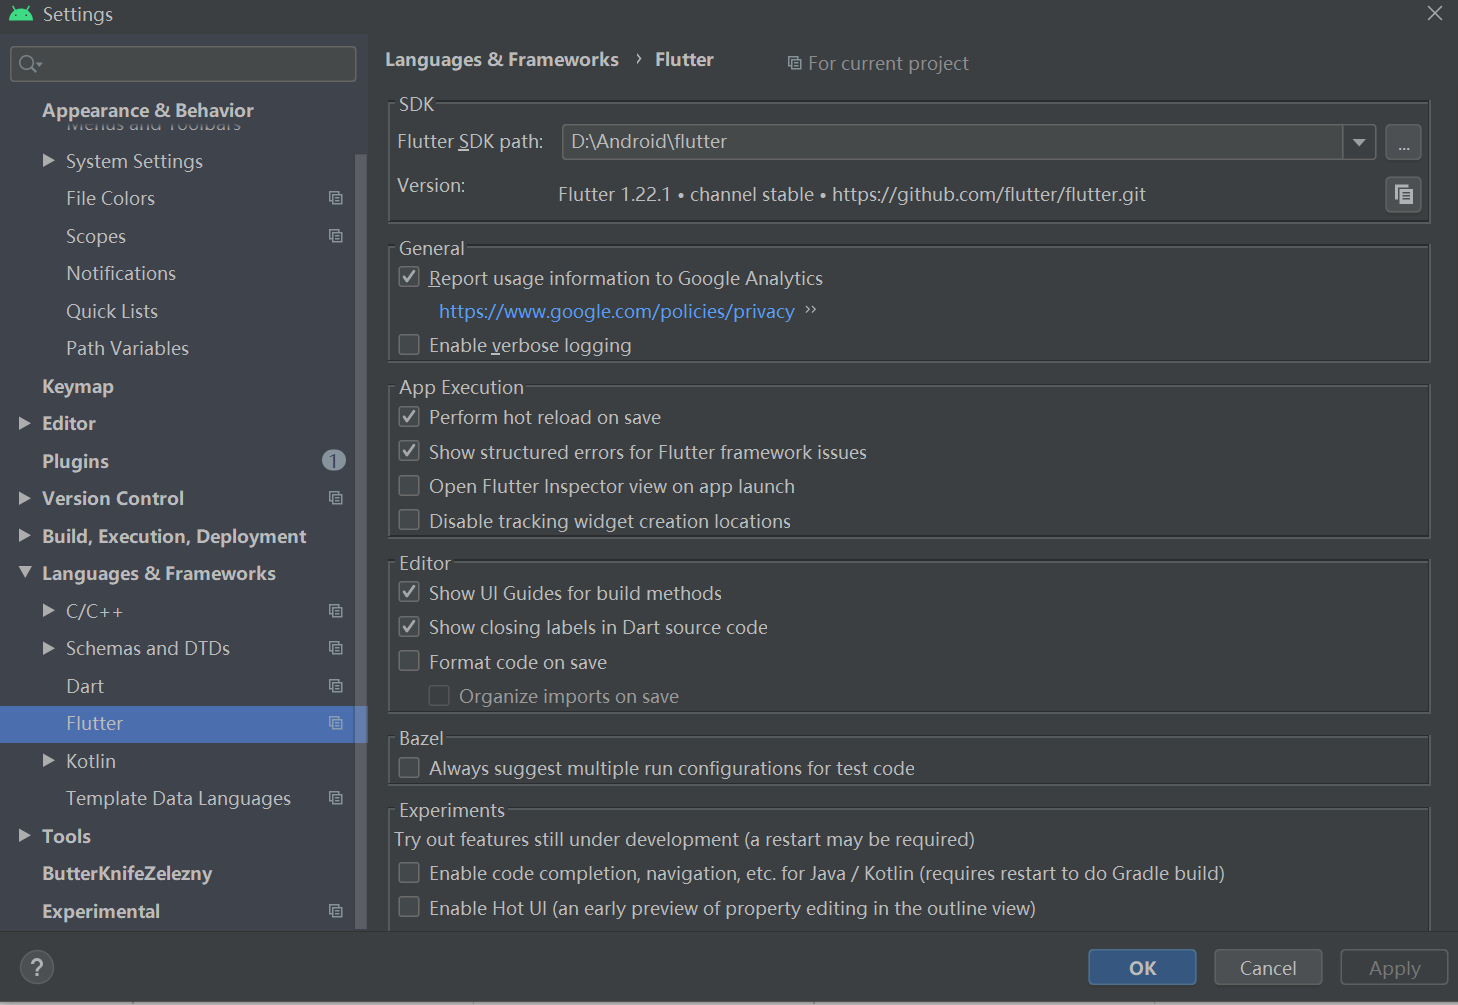 Settings
Appearance & Behavior
Menus and Toolbars
System Settings
File Colors
Scopes
Notifications
Quick Lists
Path Variables
Keymap
Editor
Plugins 1
Version Control
Build, Execution, Deployment
Languages & Frameworks
C/C++
Schemas and DTDs
Dart
Flutter
Kotlin
Template Data Languages
Tools
ButterKnifeZelezny
Experimental
Languages & Frameworks › Flutter For current project
SDK
Flutter SDK path: D:\Android\flutter ...
Version: Flutter 1.22.1 • channel stable • https://github.com/flutter/flutter.git
General
Report usage information to Google Analytics
https://www.google.com/policies/privacy ››
Enable verbose logging
App Execution
Perform hot reload on save
Show structured errors for Flutter framework issues
Open Flutter Inspector view on app launch
Disable tracking widget creation locations
Editor
Show UI Guides for build methods
Show closing labels in Dart source code
Format code on save
Organize imports on save
Bazel
Always suggest multiple run configurations for test code
Experiments
Try out features still under development (a restart may be required)
Enable code completion, navigation, etc. for Java / Kotlin (requires restart to do Gradle build)
Enable Hot UI (an early preview of property editing in the outline view)
? OK Cancel Apply